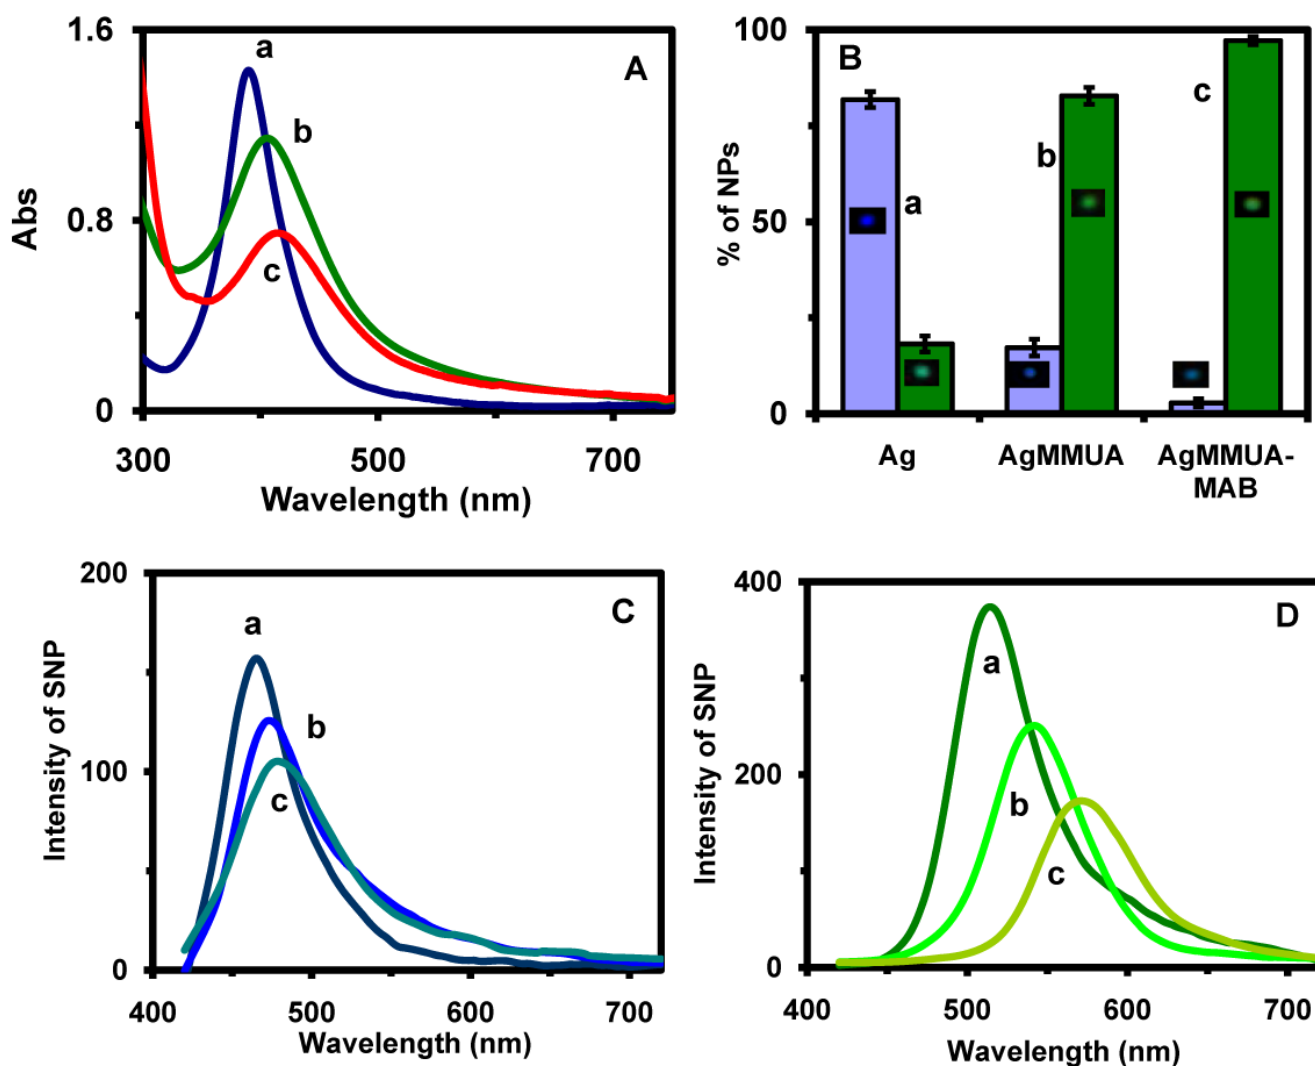 1.6
a
A
b
Abs
0.8
c
0
300
500
700
Wavelength (nm)
100
B
c
b
a
% of NPs
50
0
Ag
AgMMUA
AgMMUA-
MAB
200
C
a
b
Intensity of SNP
100
c
0
400
500
600
700
Wavelength (nm)
400
D
a
Intensity of SNP
200
b
c
0
400
500
600
700
Wavelength (nm)